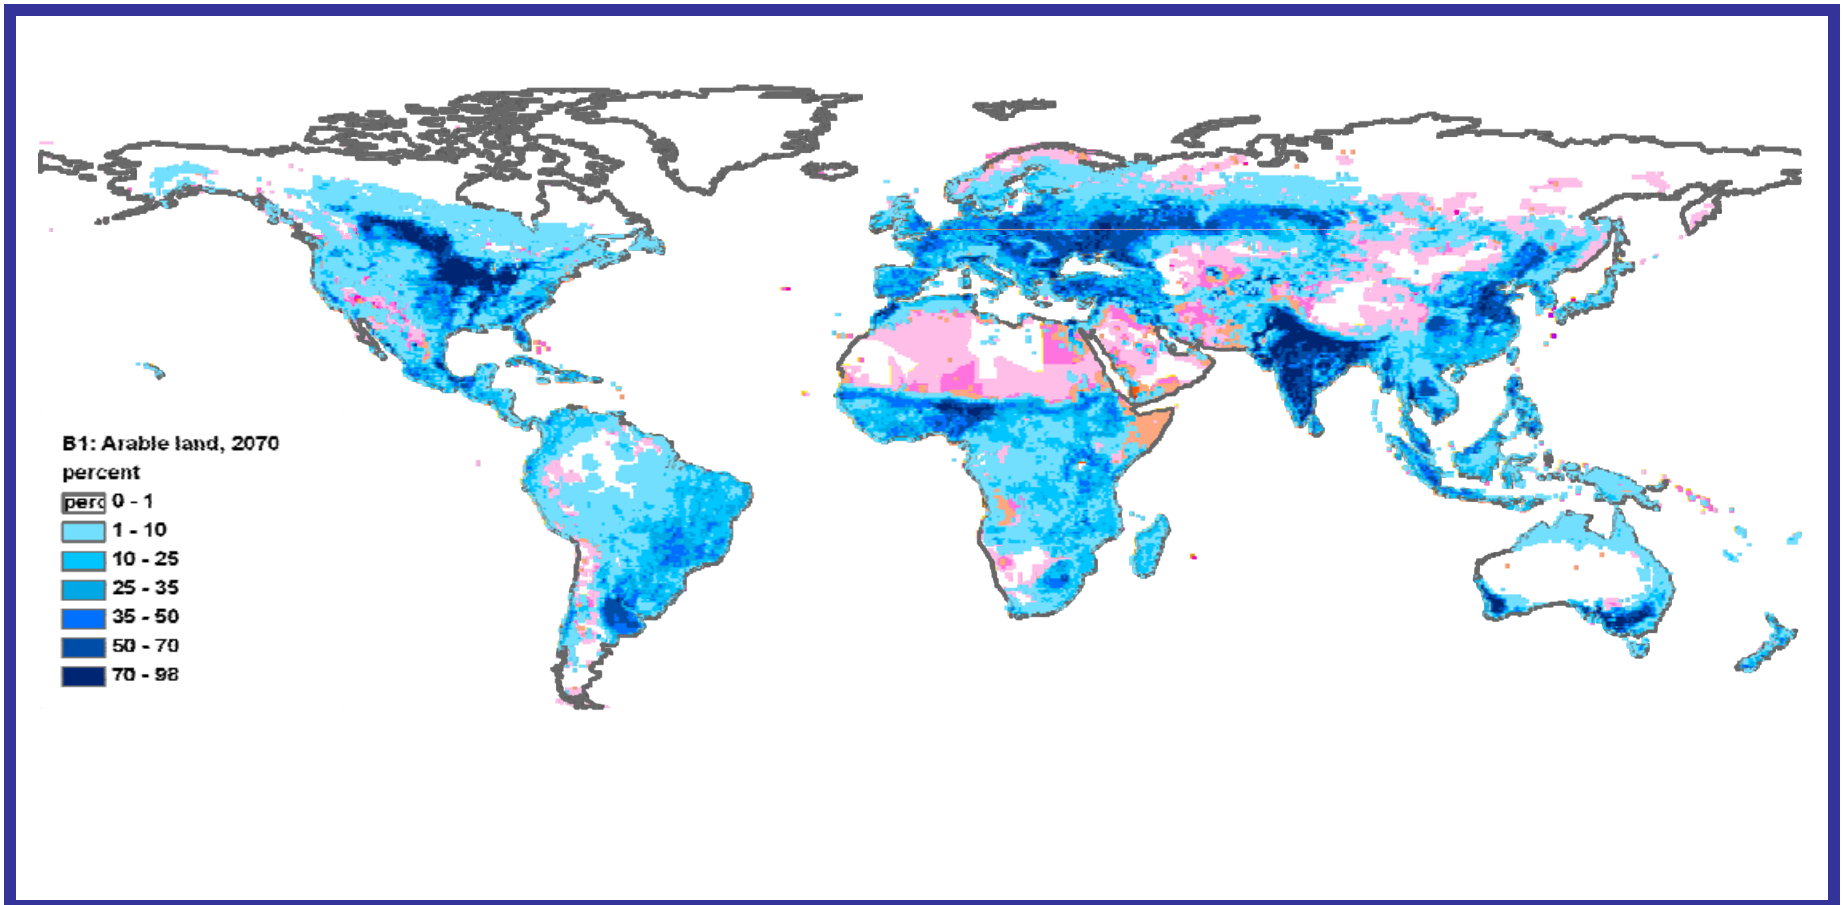 B1: Arable land, 2070
percent
perc 0 - 1
1 - 10
10 - 25
25 - 35
35 - 50
50 - 70
70 - 98